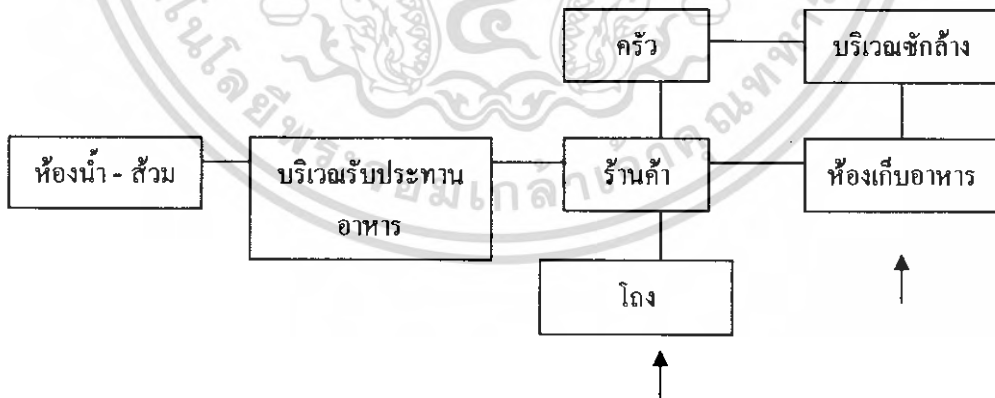 ครัว
บริเวณซักล้าง
ห้องน้ำ - ส้วม
บริเวณรับประทาน
อาหาร
ร้านค้า
ห้องเก็บอาหาร
โถง